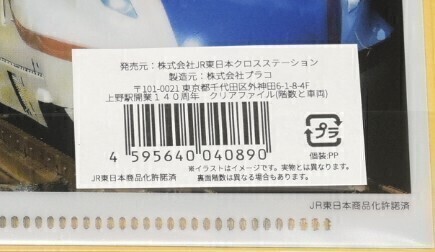 発売元：株式会社JR東日本クロスステーション
製造元：株式会社プラコ
〒101-0021 東京都千代田区外神田6-1-8-4F
上野駅開業１４０周年　クリアファイル(階数と車両)
4 595640 040890
プラ
個装:PP
※イラストはイメージです。実物とは異なります。
裏面階数は異なる場合もあります。
JR東日本商品化許諾済
JR東日本商品化許諾済